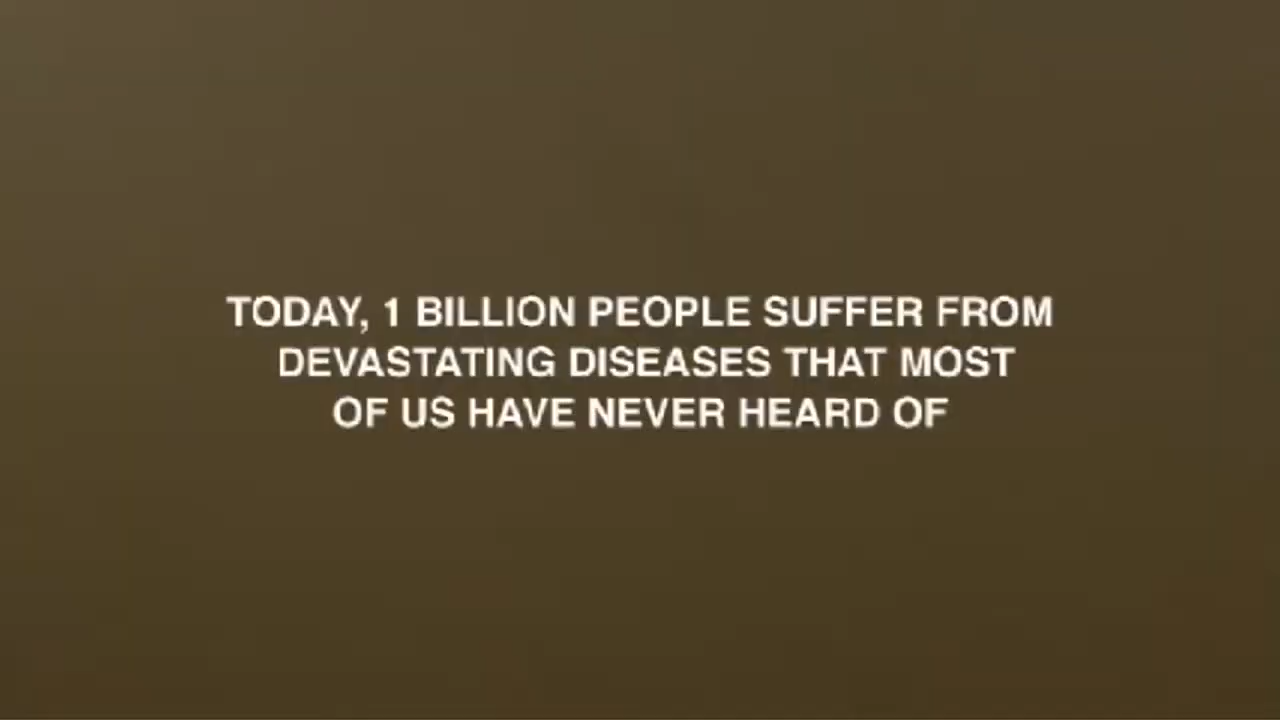 TODAY, 1 BILLION PEOPLE SUFFER FROM
DEVASTATING DISEASES THAT MOST
OF US HAVE NEVER HEARD OF